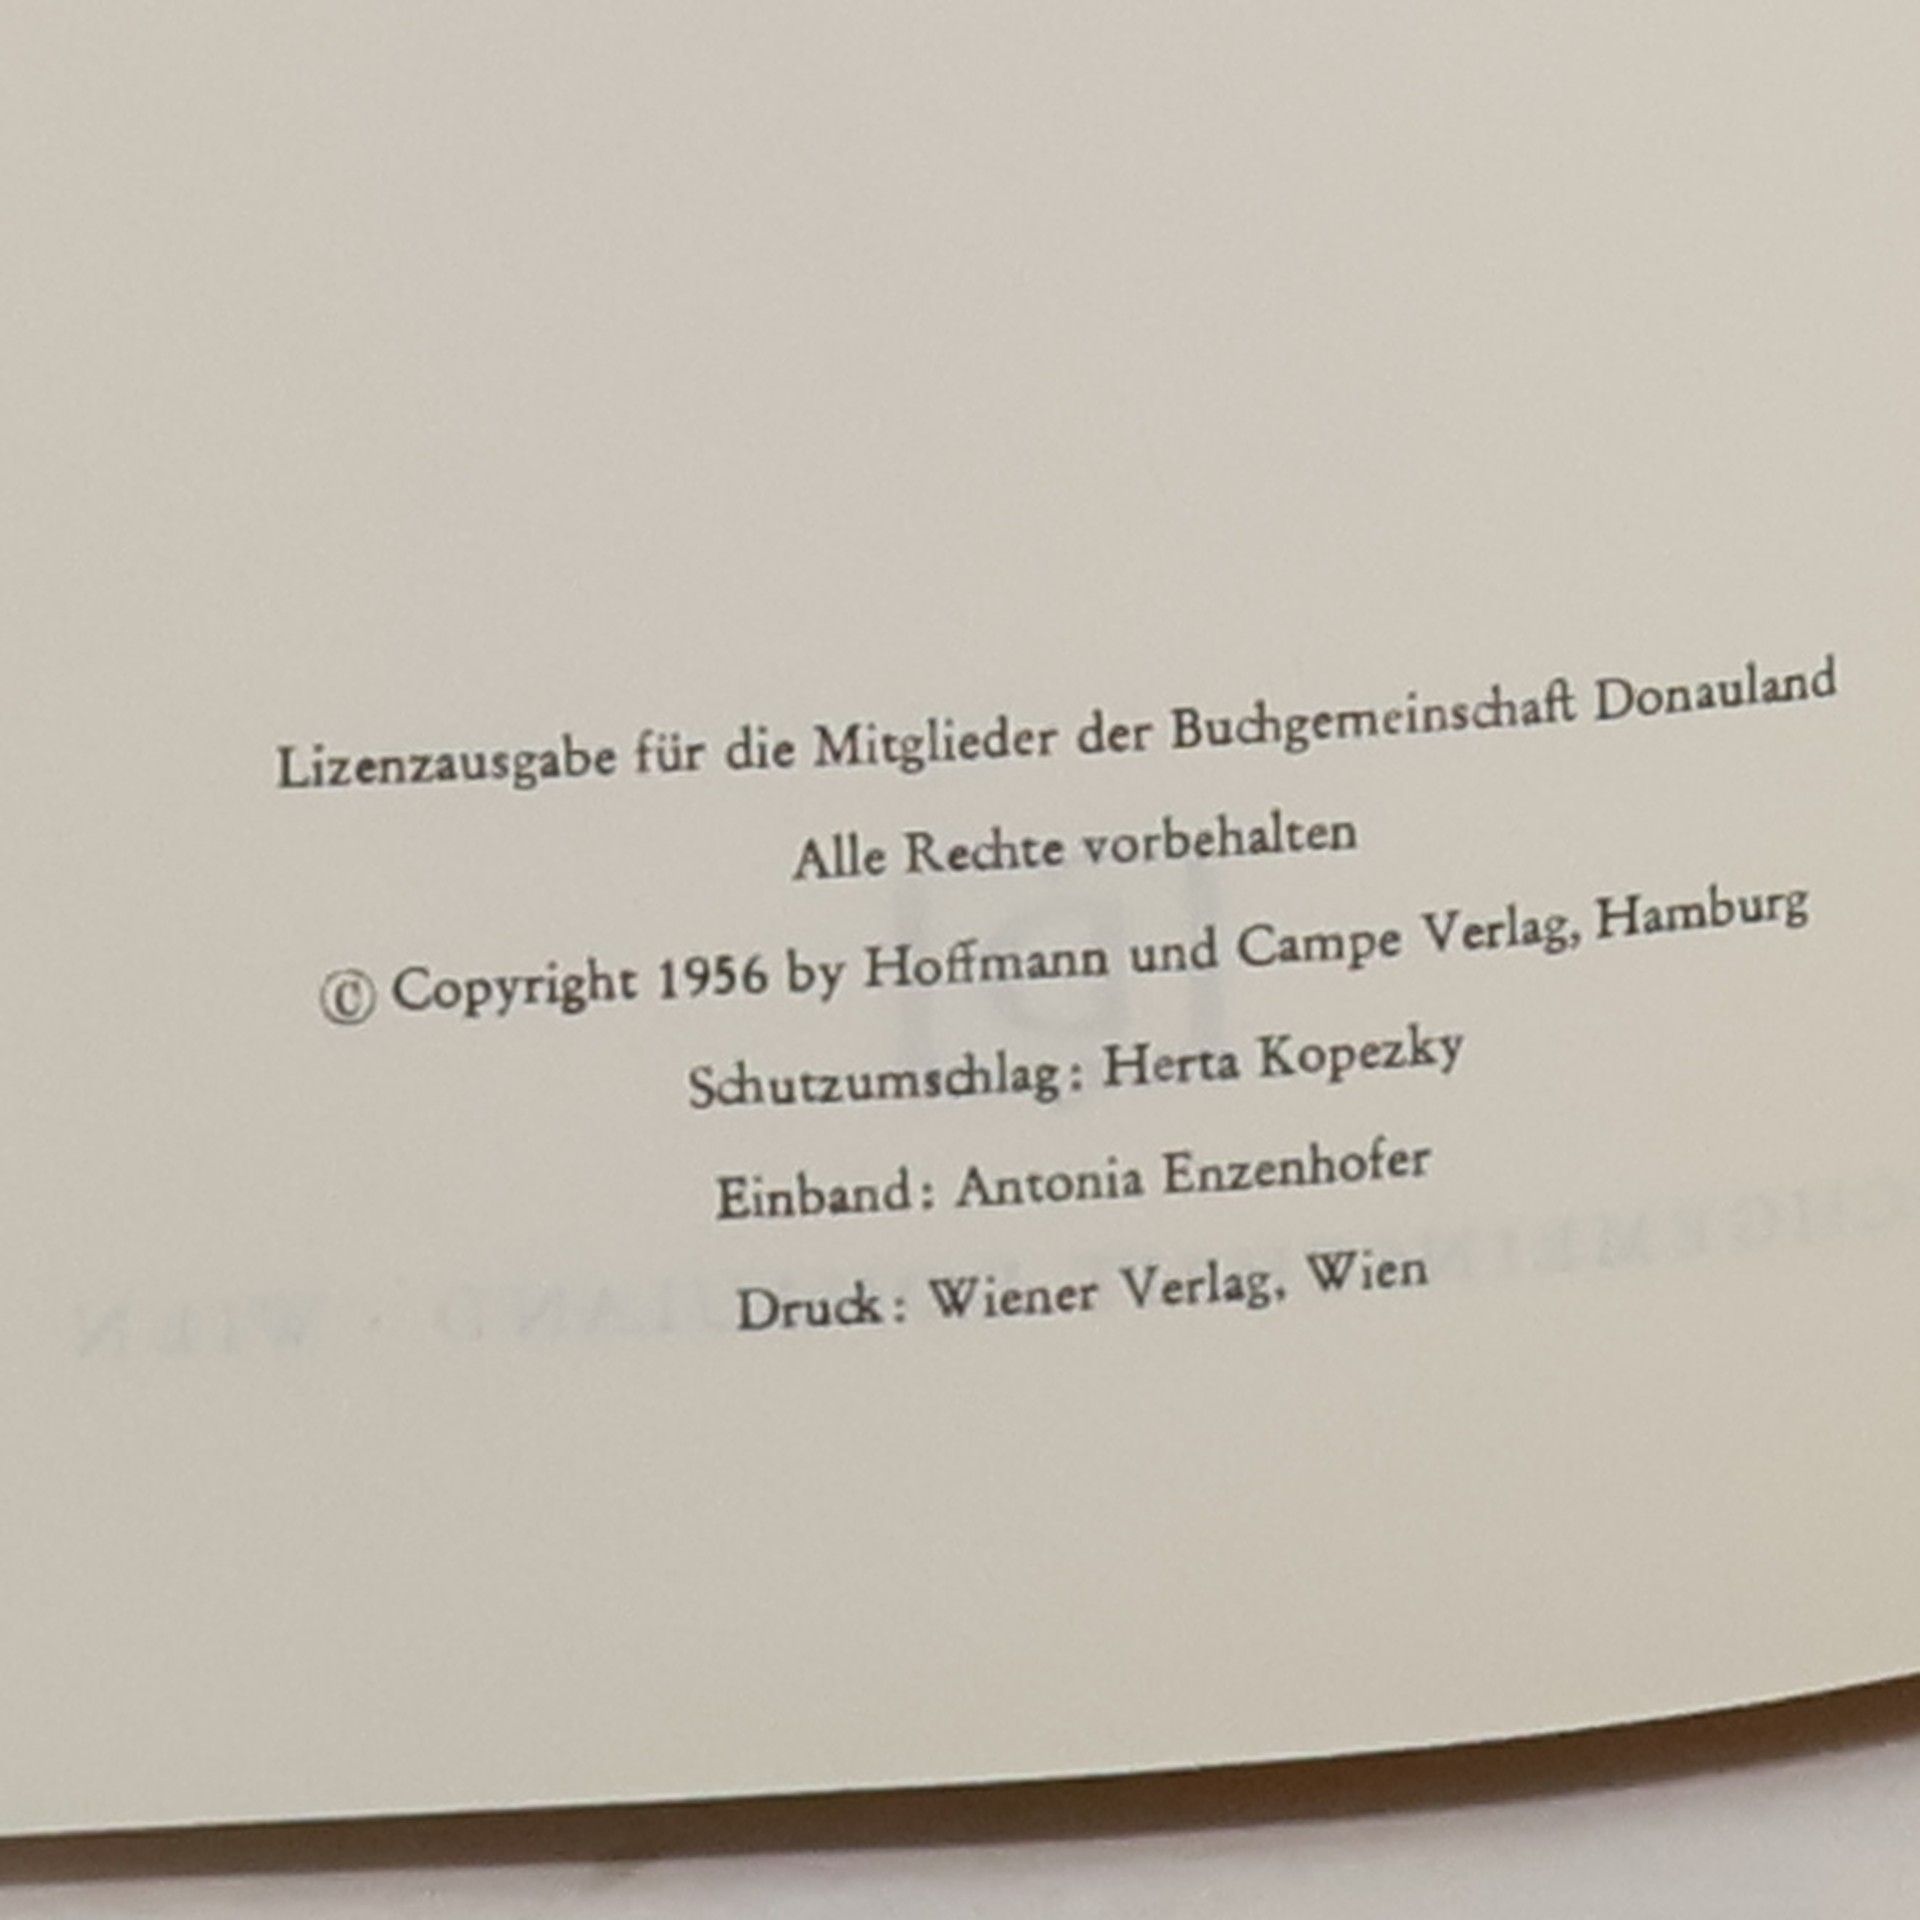 Lizenzausgabe für die Mitglieder der Buchgemeinschaft Donauland
Alle Rechte vorbehalten
© Copyright 1956 by Hoffmann und Campe Verlag, Hamburg
Schutzumschlag: Herta Kopezky
Einband: Antonia Enzenhofer
Druck: Wiener Verlag, Wien